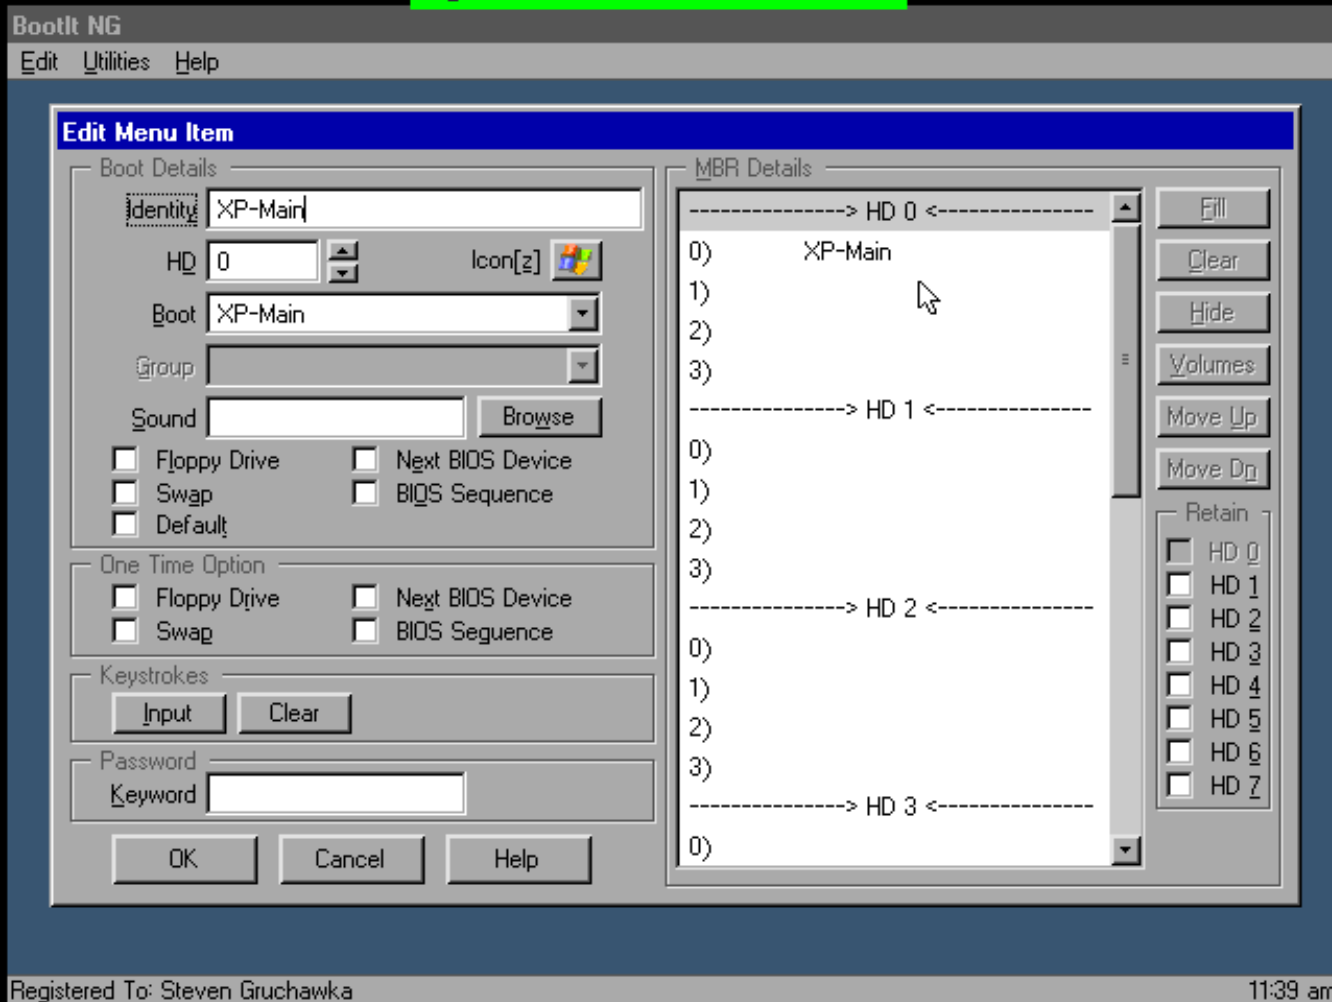 BootIt NG
Edit Utilities Help
Edit Menu Item
Boot Details
Identity XP-Main
HD 0 Icon[z]
Boot XP-Main
Group
Sound Browse
Floppy Drive Next BIOS Device
Swap BIOS Sequence
Default
One Time Option
Floppy Drive Next BIOS Device
Swap BIOS Sequence
Keystrokes
Input Clear
Password
Keyword
OK Cancel Help
MBR Details
---------------> HD 0 <---------------
0) XP-Main
1)
2)
3)
---------------> HD 1 <---------------
0)
1)
2)
3)
---------------> HD 2 <---------------
0)
1)
2)
3)
---------------> HD 3 <---------------
0)
Fill
Clear
Hide
Volumes
Move Up
Move Dn
Retain
HD 0
HD 1
HD 2
HD 3
HD 4
HD 5
HD 6
HD 7
Registered To: Steven Gruchawka 11:39 am